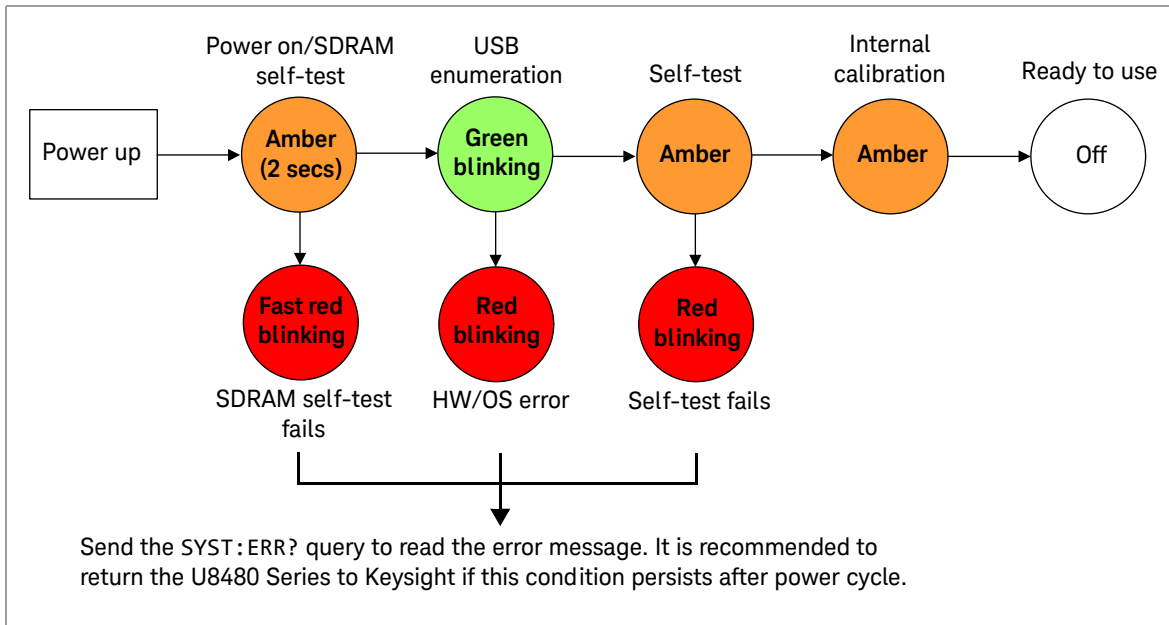 Power on/SDRAM
self-test
USB
enumeration
Self-test
Internal
calibration
Ready to use
Power up
Amber
(2 secs)
Green
blinking
Amber
Amber
Off
Fast red
blinking
Red
blinking
Red
blinking
SDRAM self-test
fails
HW/OS error
Self-test fails
Send the SYST:ERR? query to read the error message. It is recommended to
return the U8480 Series to Keysight if this condition persists after power cycle.